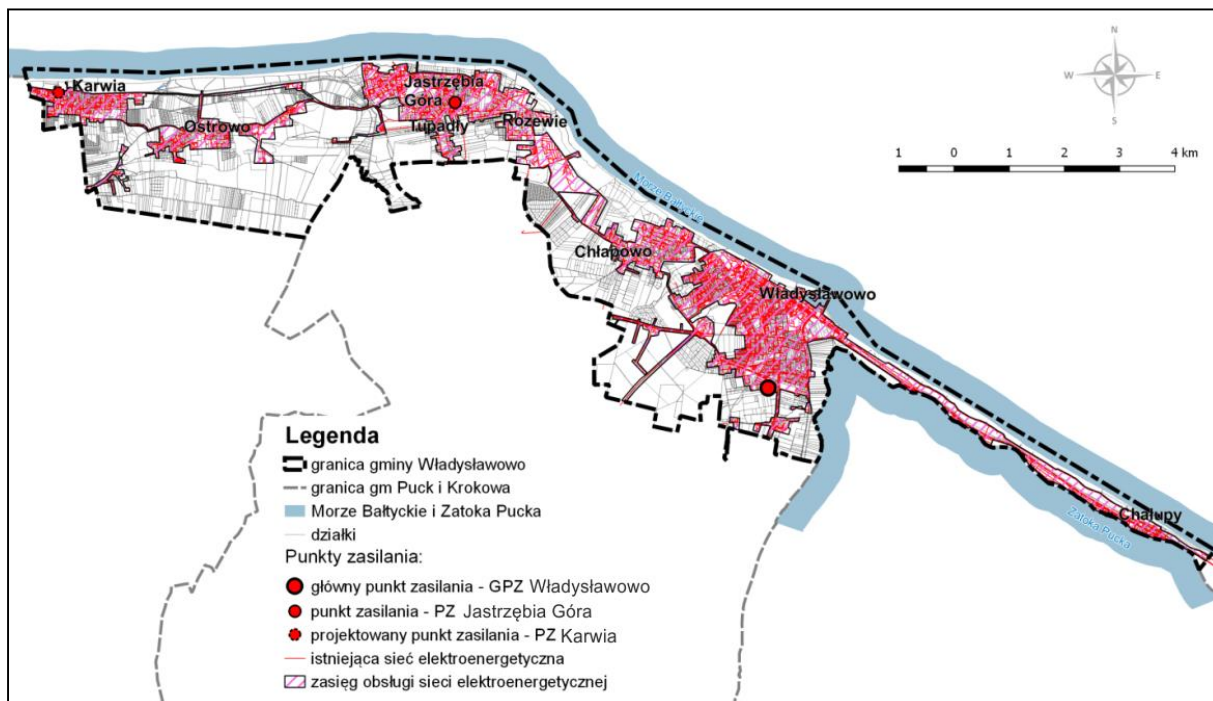 N
W E
S
Karwia
Jastrzębia
Góra
Ostrowo
Tupadły
Rozewie
1 0 1 2 3 4 km
Morze Bałtyckie
Chłapowo
Władysławowo
Chałupy
Zatoka Pucka
Legenda
granica gminy Władysławowo
granica gm Puck i Krokowa
Morze Bałtyckie i Zatoka Pucka
działki
Punkty zasilania:
główny punkt zasilania - GPZ Władysławowo
punkt zasilania - PZ Jastrzębia Góra
projektowany punkt zasilania - PZ Karwia
istniejąca sieć elektroenergetyczna
zasięg obsługi sieci elektroenergetycznej